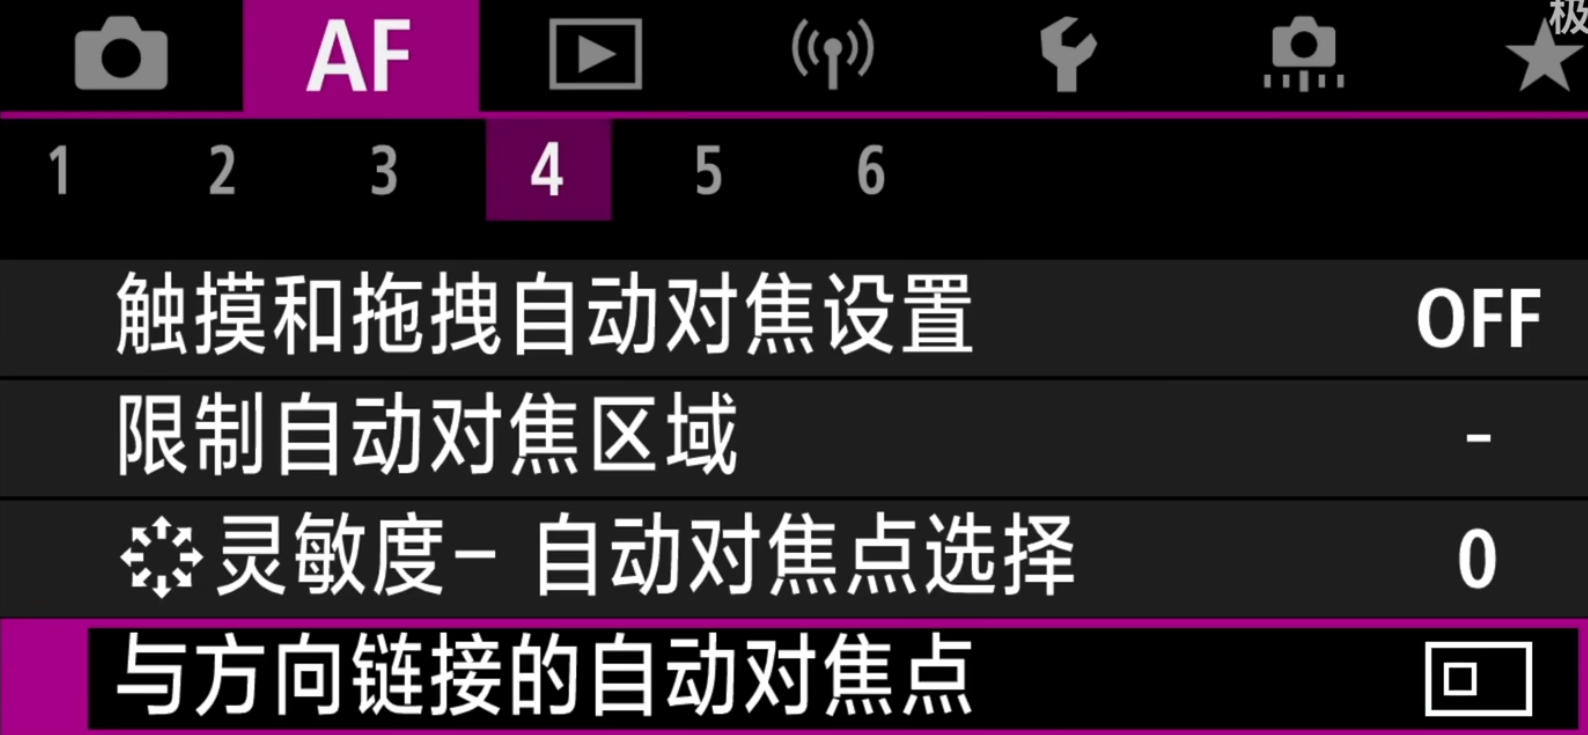 极
AF
1 2 3 4 5 6
触摸和拖拽自动对焦设置 OFF
限制自动对焦区域 -
灵敏度- 自动对焦点选择 0
与方向链接的自动对焦点